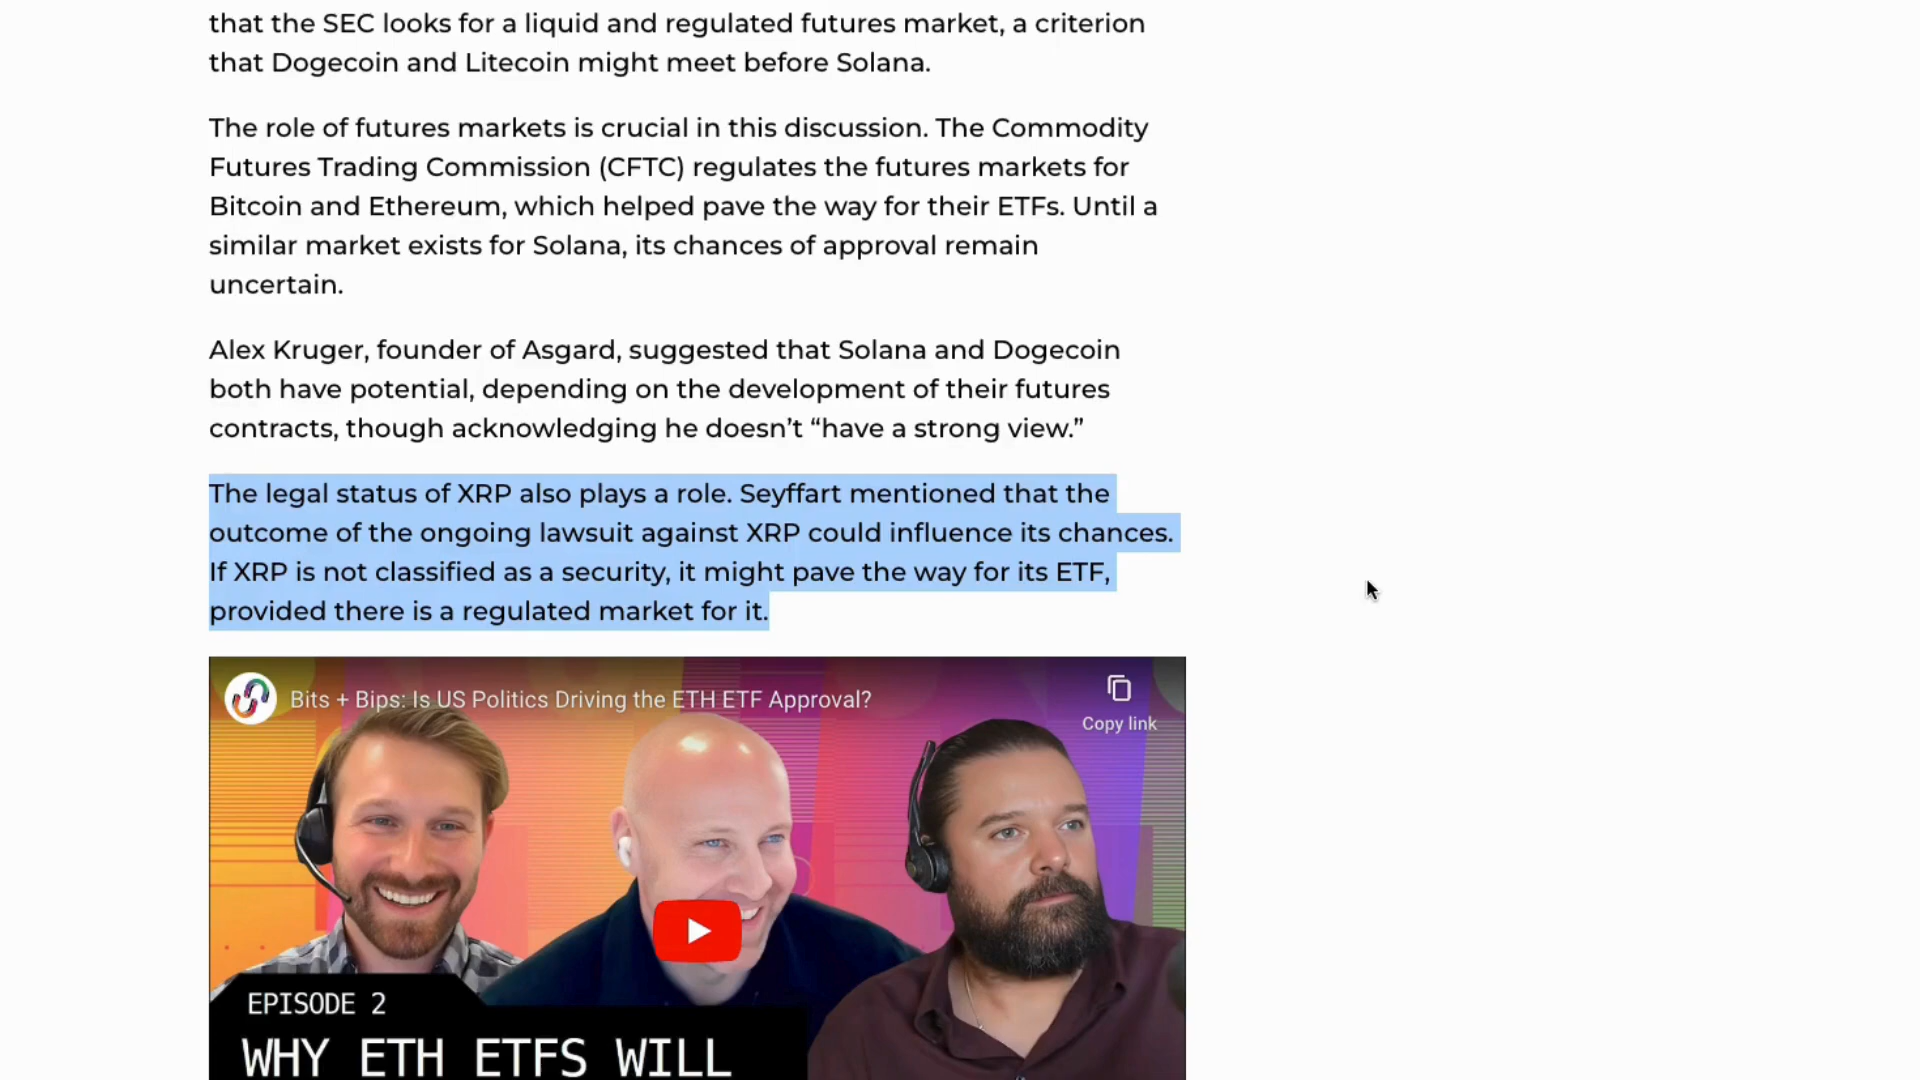 that the SEC looks for a liquid and regulated futures market, a criterion
that Dogecoin and Litecoin might meet before Solana.
The role of futures markets is crucial in this discussion. The Commodity
Futures Trading Commission (CFTC) regulates the futures markets for
Bitcoin and Ethereum, which helped pave the way for their ETFs. Until a
similar market exists for Solana, its chances of approval remain
uncertain.
Alex Kruger, founder of Asgard, suggested that Solana and Dogecoin
both have potential, depending on the development of their futures
contracts, though acknowledging he doesn’t “have a strong view.”
The legal status of XRP also plays a role. Seyffart mentioned that the
outcome of the ongoing lawsuit against XRP could influence its chances.
If XRP is not classified as a security, it might pave the way for its ETF,
provided there is a regulated market for it.
Bits + Bips: Is US Politics Driving the ETH ETF Approval?
Copy link
EPISODE 2
WHY ETH ETFS WILL